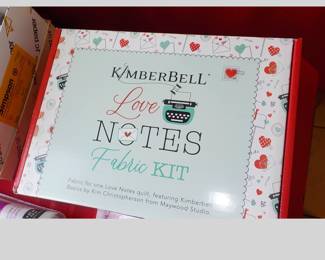 KIMBERBELL
Love
NOTES
Fabric KIT
Fabric for one Love Notes quilt, featuring Kimberbell
Basics by Kim Christopherson from Maywood Studio.